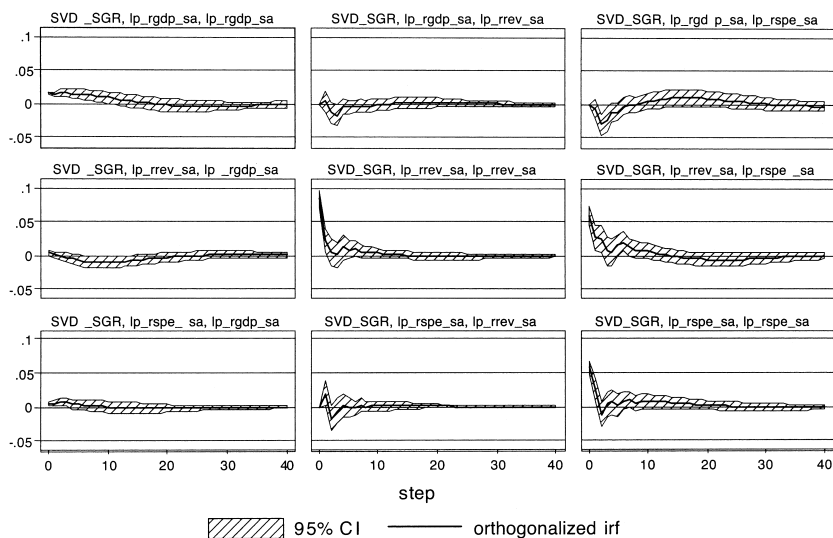 SVD _SGR, lp_rgdp_sa, lp_rgdp_sa
SVD_SGR, lp_rgdp_sa, lp_rrev_sa
SVD_SGR, lp_rgd p_sa, lp_rspe_sa
.1
.05
0
-.05
SVD _SGR, lp_rrev_sa, lp _rgdp_sa
SVD_SGR, lp_rrev_sa, lp_rrev_sa
SVD_SGR, lp_rrev_sa, lp_rspe _sa
.1
.05
0
-.05
SVD _SGR, lp_rspe_ sa, lp_rgdp_sa
SVD_SGR, lp_rspe_sa, lp_rrev_sa
SVD_SGR, lp_rspe_sa, lp_rspe_sa
.1
.05
0
-.05
0 10 20 30 40 0 10 20 30 40 0 10 20 30 40
step
95% CI orthogonalized irf